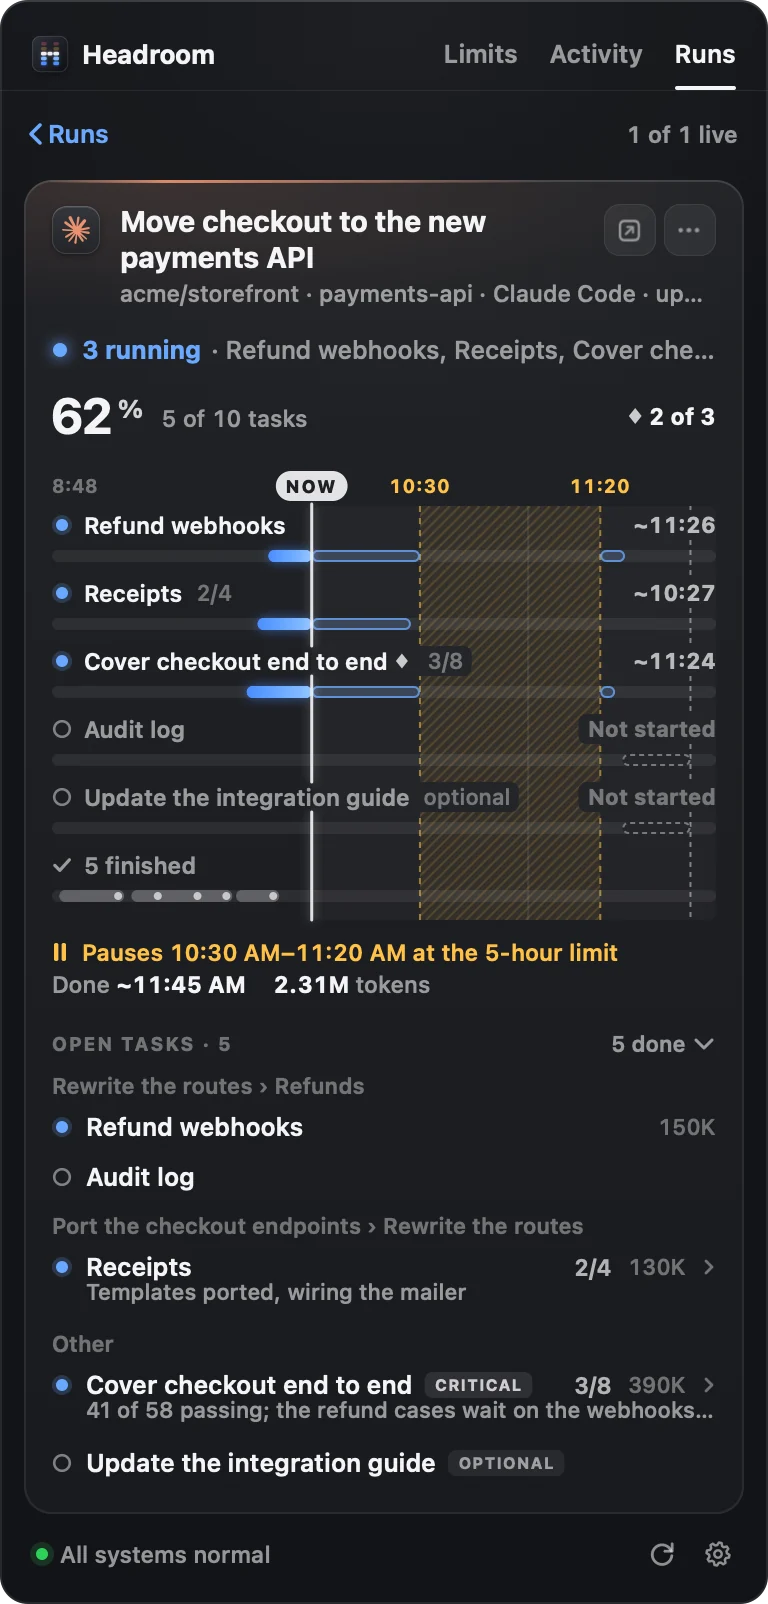 Headroom
Limits Activity Runs
Runs
1 of 1 live
Move checkout to the new
payments API
acme/storefront · payments-api · Claude Code · up...
3 running · Refund webhooks, Receipts, Cover che...
62% 5 of 10 tasks
♦ 2 of 3
8:48 NOW 10:30 11:20
Refund webhooks ~11:26
Receipts 2/4 ~10:27
Cover checkout end to end ♦ 3/8 ~11:24
Audit log Not started
Update the integration guide optional Not started
5 finished
Pauses 10:30 AM–11:20 AM at the 5-hour limit
Done ~11:45 AM 2.31M tokens
OPEN TASKS · 5
5 done
Rewrite the routes › Refunds
Refund webhooks 150K
Audit log
Port the checkout endpoints › Rewrite the routes
Receipts 2/4 130K
Templates ported, wiring the mailer
Other
Cover checkout end to end CRITICAL 3/8 390K
41 of 58 passing; the refund cases wait on the webhooks...
Update the integration guide OPTIONAL
All systems normal